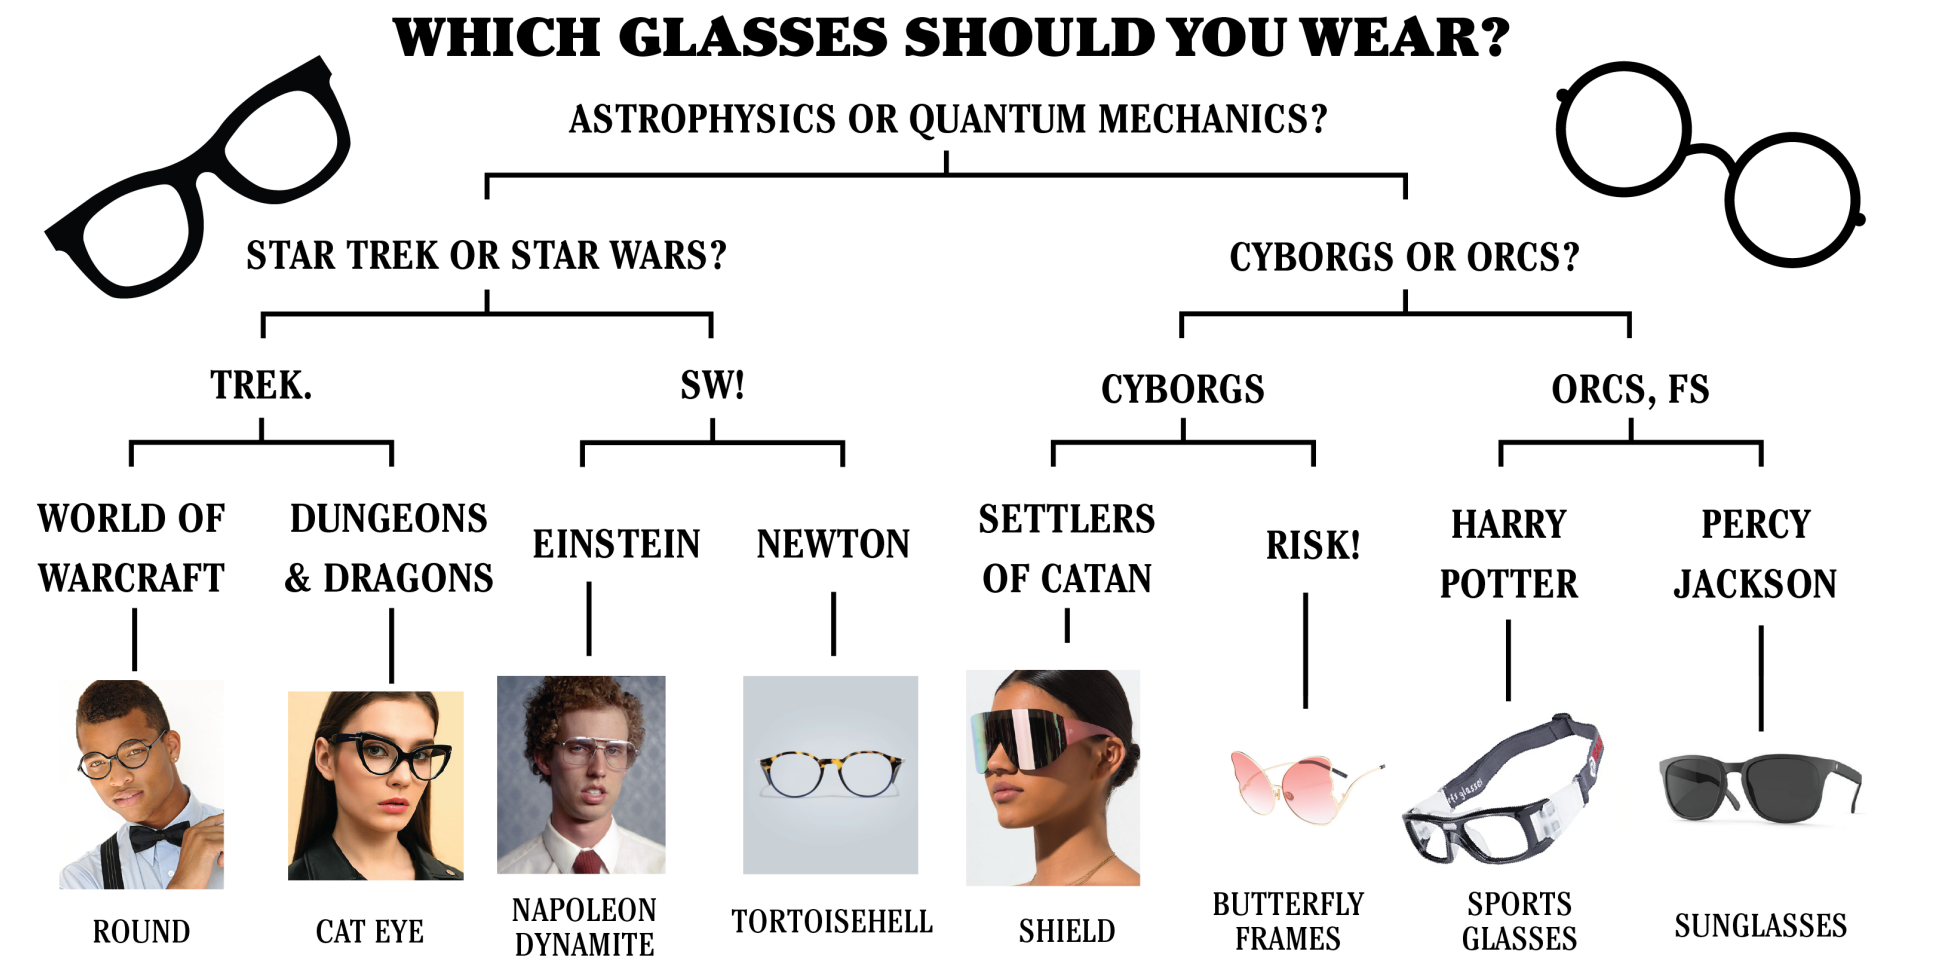 WHICH GLASSES SHOULD YOU WEAR?
ASTROPHYSICS OR QUANTUM MECHANICS?
STAR TREK OR STAR WARS?
CYBORGS OR ORCS?
TREK.
SW!
CYBORGS
ORCS, FS
WORLD OF
WARCRAFT
DUNGEONS
& DRAGONS
EINSTEIN
NEWTON
SETTLERS
OF CATAN
RISK!
HARRY
POTTER
PERCY
JACKSON
rts glasses
ROUND
CAT EYE
NAPOLEON
DYNAMITE
TORTOISEHELL
SHIELD
BUTTERFLY
FRAMES
SPORTS
GLASSES
SUNGLASSES